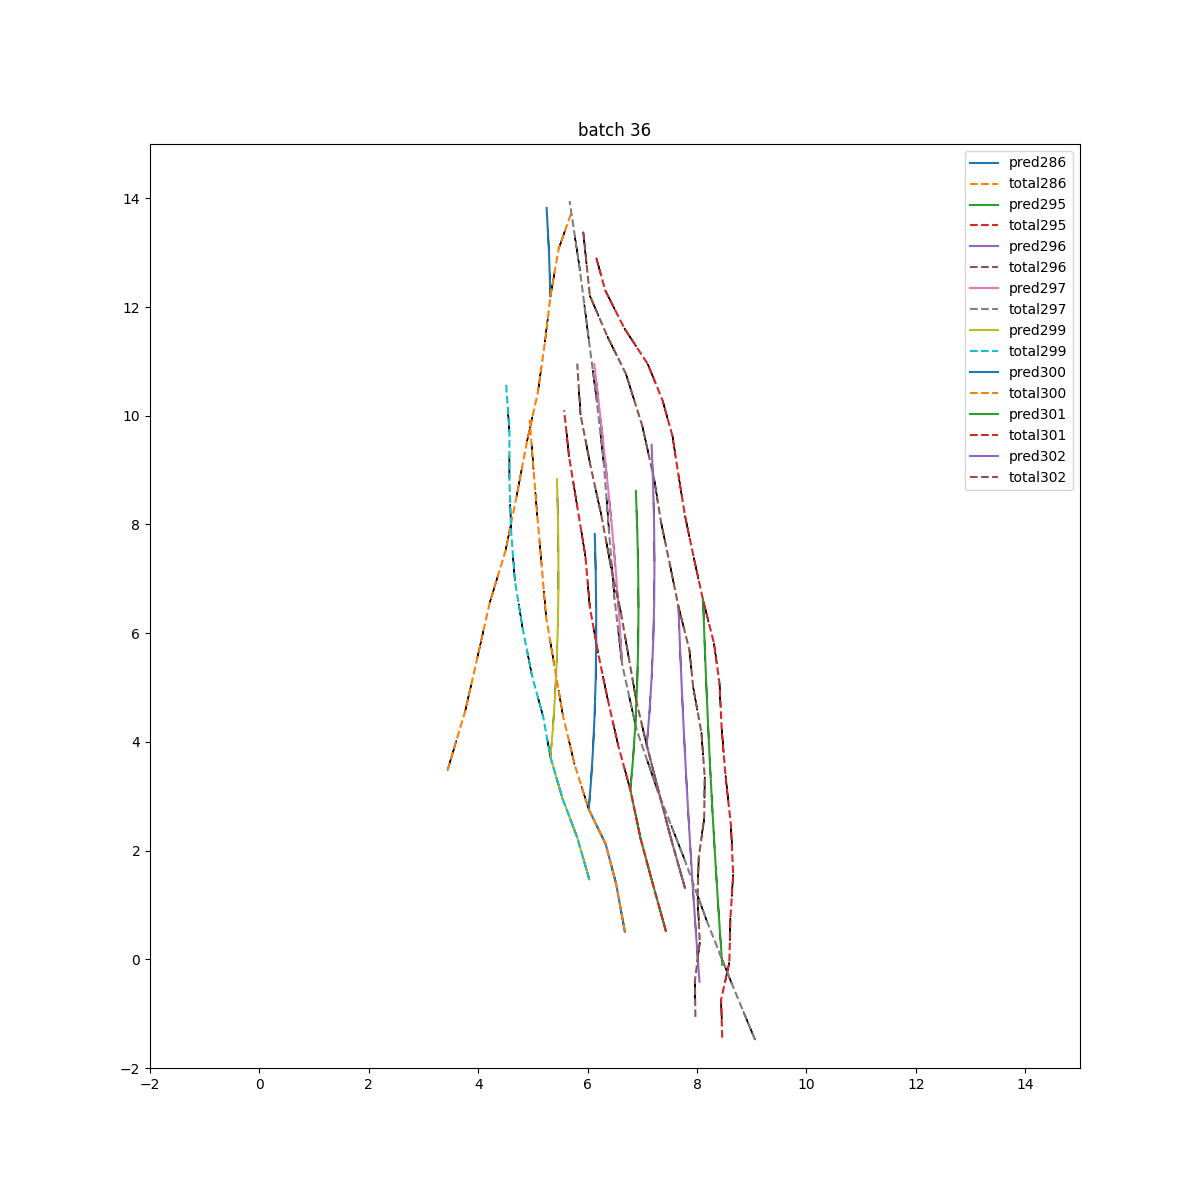 batch 36
pred286
total286
pred295
total295
pred296
total296
pred297
total297
pred299
total299
pred300
total300
pred301
total301
pred302
total302
14
12
10
8
6
4
2
0
−2
−2 0 2 4 6 8 10 12 14